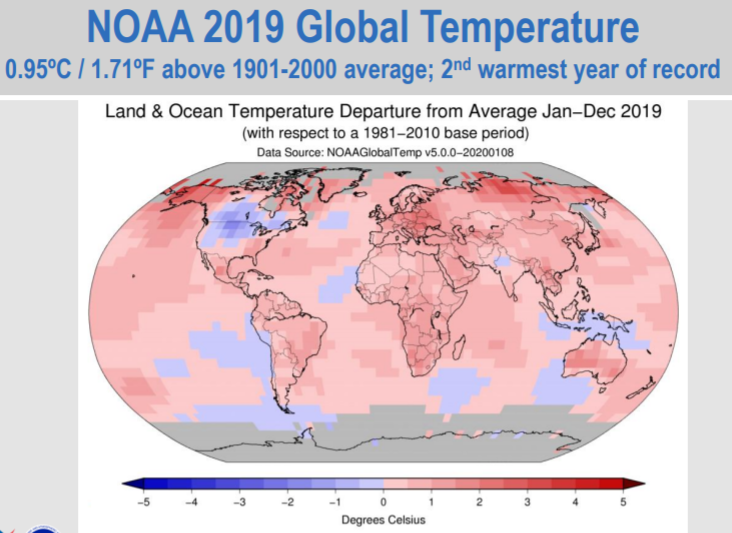 NOAA 2019 Global Temperature
0.95ºC / 1.71ºF above 1901-2000 average; 2nd warmest year of record
Land & Ocean Temperature Departure from Average Jan–Dec 2019
(with respect to a 1981–2010 base period)
Data Source: NOAAGlobalTemp v5.0.0–20200108
−5 −4 −3 −2 −1 0 1 2 3 4 5
Degrees Celsius